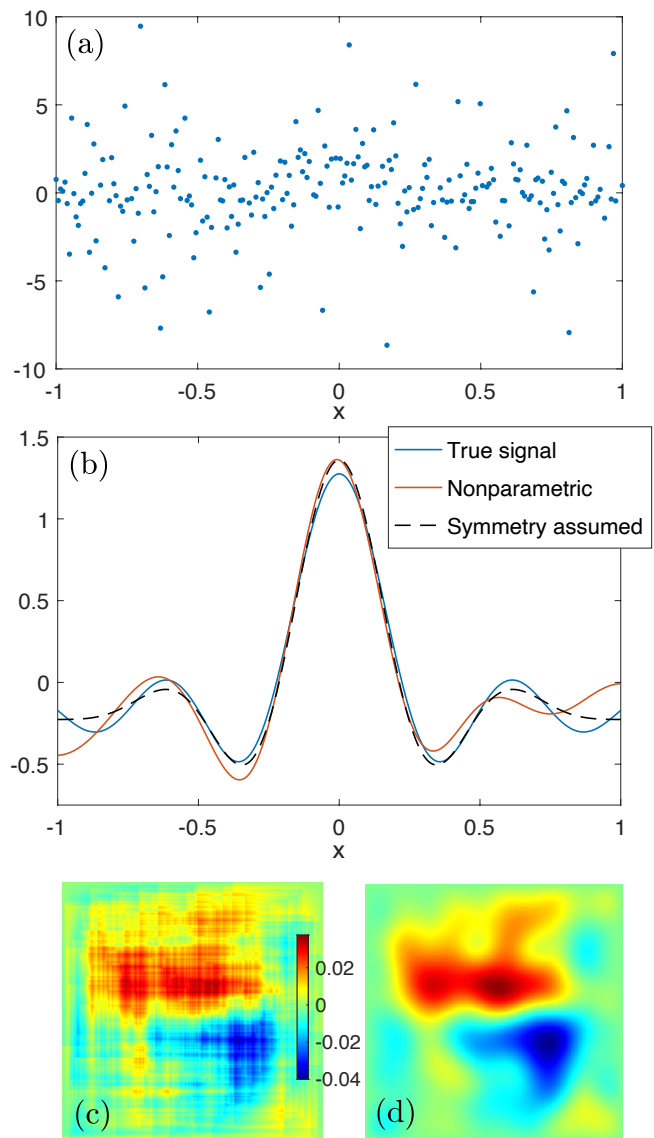 10
(a)
5
0
-5
-10
-1 -0.5 0 0.5 1
x
1.5
(b)
True signal
Nonparametric
Symmetry assumed
1
0.5
0
-0.5
-1 -0.5 0 0.5 1
x
0.02
0
-0.02
-0.04
(c)
(d)